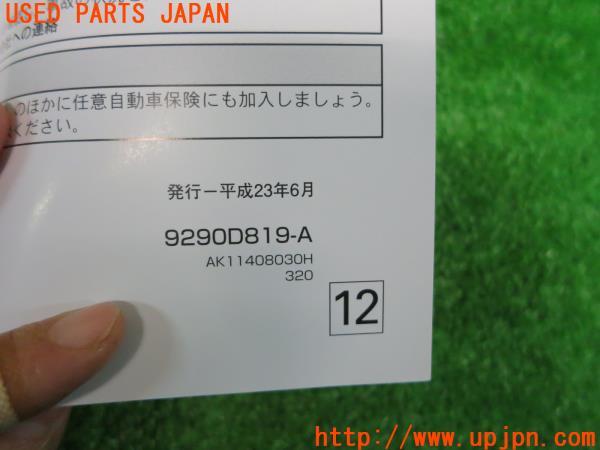 USED PARTS JAPAN
への連絡
のほかに任意自動車保険にも加入しましょう。
ください。
発行ー平成23年6月
9290D819-A
AK11408030H
320
12
http://www.upjpn.com